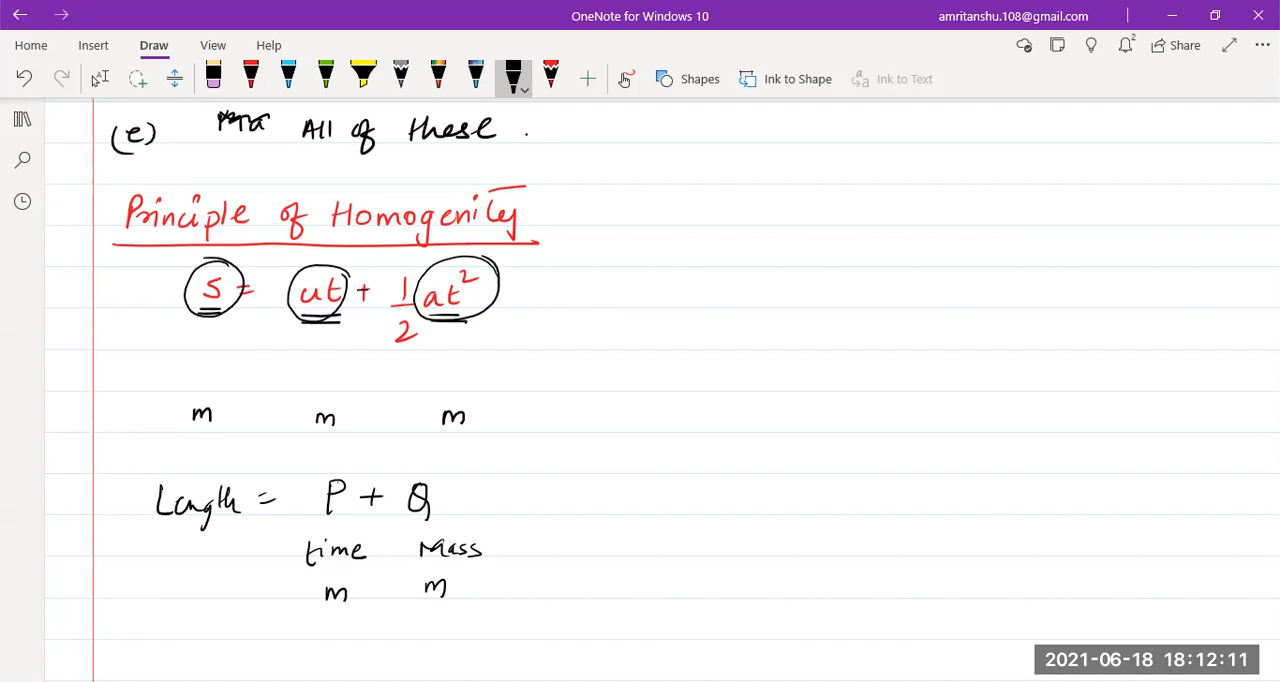 OneNote for Windows 10
amritanshu.108@gmail.com
Home Insert Draw View Help
Share
Shapes Ink to Shape Ink to Text
(e) All of these .
Principle of Homogenity
s = ut + 1/2 at²
m m m
Length = P + Q
time Mass
m m
2021-06-18 18:12:11